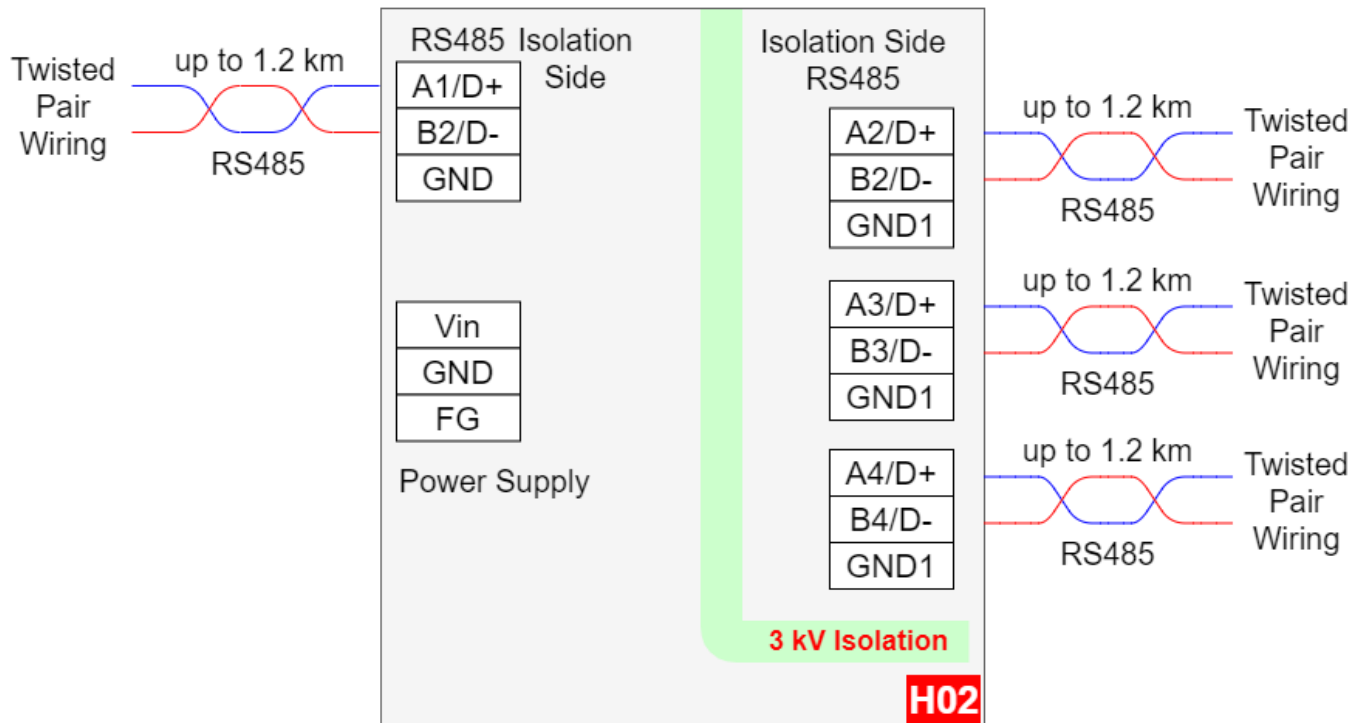 Twisted
Pair
Wiring
up to 1.2 km
RS485
RS485 Isolation
Side
A1/D+
B2/D-
GND
Vin
GND
FG
Power Supply
Isolation Side
RS485
A2/D+
B2/D-
GND1
up to 1.2 km
RS485
Twisted
Pair
Wiring
A3/D+
B3/D-
GND1
up to 1.2 km
RS485
Twisted
Pair
Wiring
A4/D+
B4/D-
GND1
up to 1.2 km
RS485
Twisted
Pair
Wiring
3 kV Isolation
H02